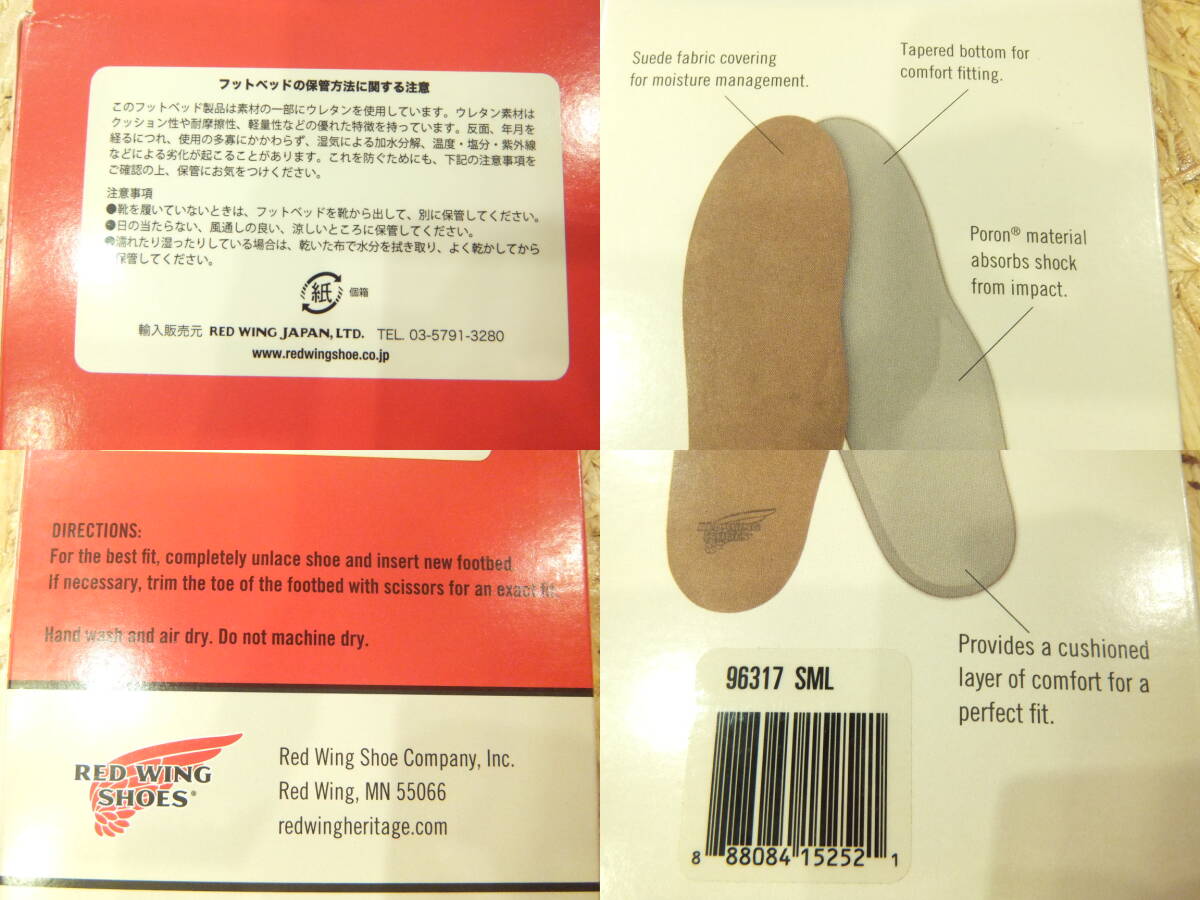 フットベッドの保管方法に関する注意
このフットベッド製品は素材の一部にウレタンを使用しています。ウレタン素材は
クッション性や耐摩擦性、軽量性などの優れた特徴を持っています。反面、年月を
経るにつれ、使用の多寡にかかわらず、湿気による加水分解、温度・塩分・紫外線
などによる劣化が起こることがあります。これを防ぐためにも、下記の注意事項を
ご確認の上、保管にお気をつけください。
注意事項
●靴を履いていないときは、フットベッドを靴から出して、別に保管してください。
●日の当たらない、風通しの良い、涼しいところに保管してください。
●濡れたり湿ったりしている場合は、乾いた布で水分を拭き取り、よく乾かしてから
保管してください。
紙 個箱
輸入販売元 RED WING JAPAN, LTD. TEL. 03-5791-3280
www.redwingshoe.co.jp
Suede fabric covering
for moisture management.
Tapered bottom for
comfort fitting.
Poron® material
absorbs shock
from impact.
DIRECTIONS:
For the best fit, completely unlace shoe and insert new footbed
If necessary, trim the toe of the footbed with scissors for an exact fit.
Hand wash and air dry. Do not machine dry.
RED WING
SHOES®
Red Wing Shoe Company, Inc.
Red Wing, MN 55066
redwingheritage.com
RED WING
SHOES
Provides a cushioned
layer of comfort for a
perfect fit.
96317 SML
8 88084 15252 1